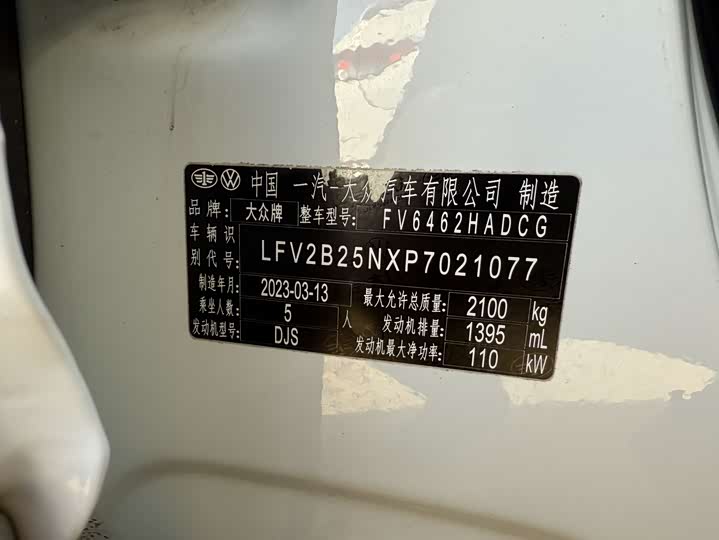 中国 一汽-大众汽车有限公司 制造
品牌: 大众牌 整车型号: FV6462HADCG
车辆识别代号: LFV2B25NXP7021077
制造年月: 2023-03-13 最大允许总质量: 2100 kg
乘坐人数: 5 人 发动机排量: 1395 mL
发动机型号: DJS 发动机最大净功率: 110 kW